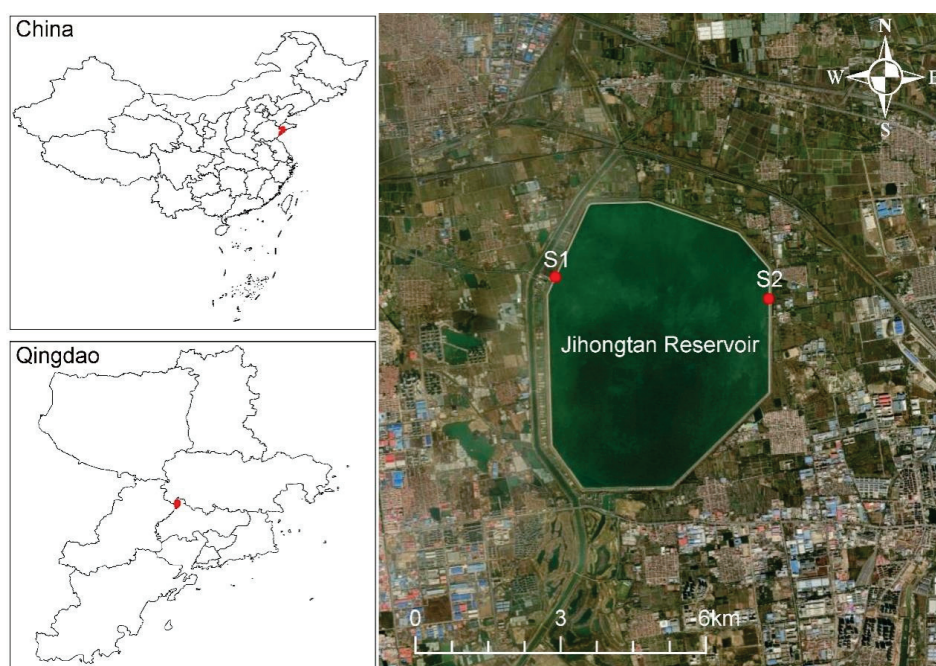 China
Qingdao
N
W
E
S
S1
S2
Jihongtan Reservoir
0
3
6km